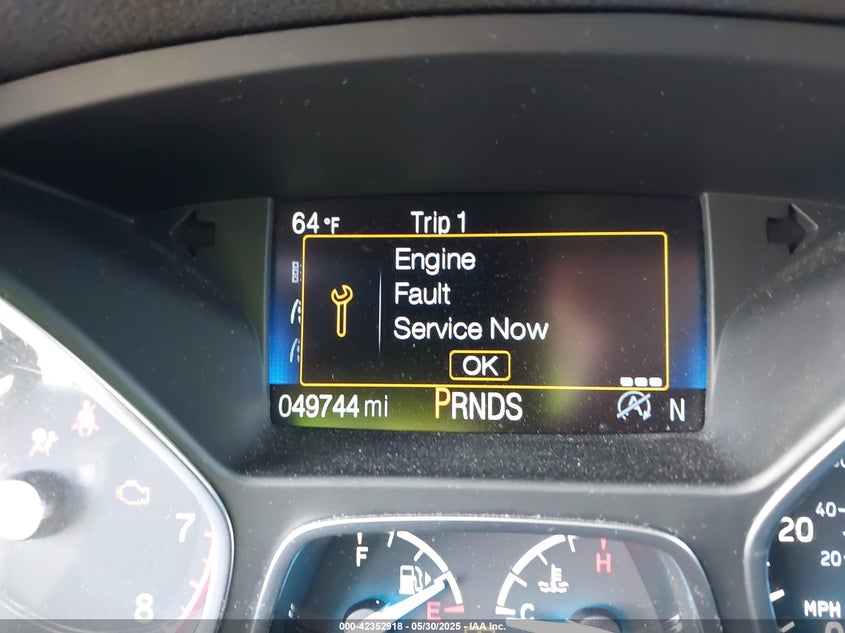 64°F Trip 1
Engine
Fault
Service Now
OK
049744 mi PRNDS N
7
8
F
E
H
C
20
40
20
MPH
000-42352918 - 05/30/2025 - IAA Inc.